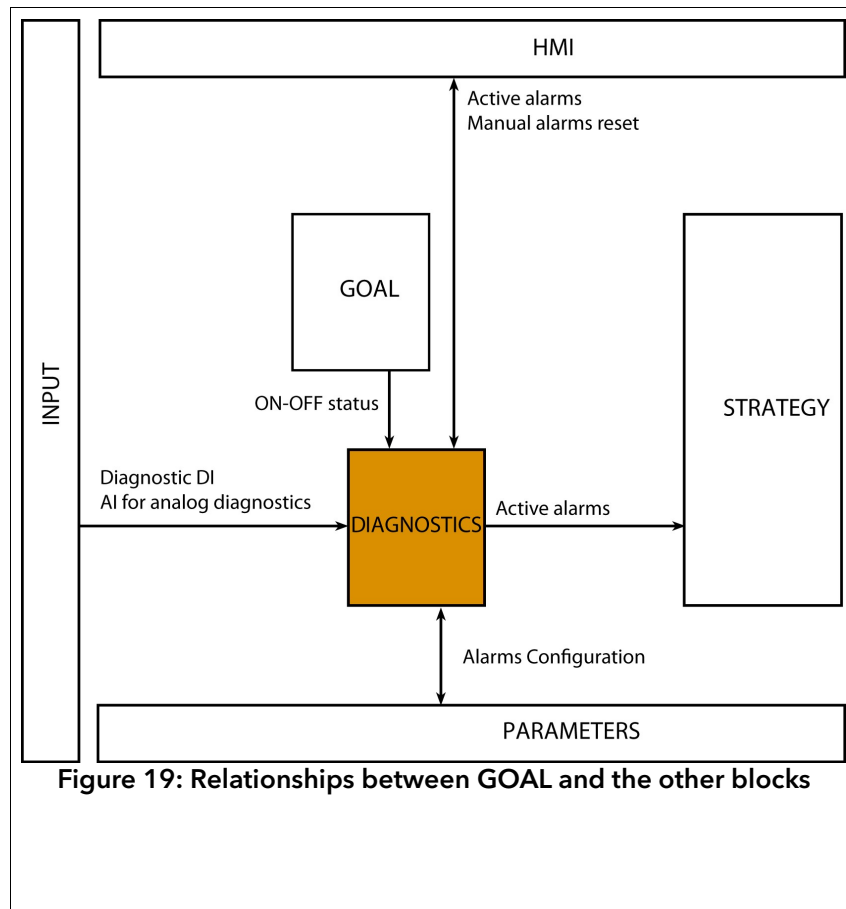 HMI
Active alarms
Manual alarms reset
GOAL
INPUT
ON-OFF status
STRATEGY
Diagnostic DI
AI for analog diagnostics
DIAGNOSTICS
Active alarms
Alarms Configuration
PARAMETERS
Figure 19: Relationships between GOAL and the other blocks